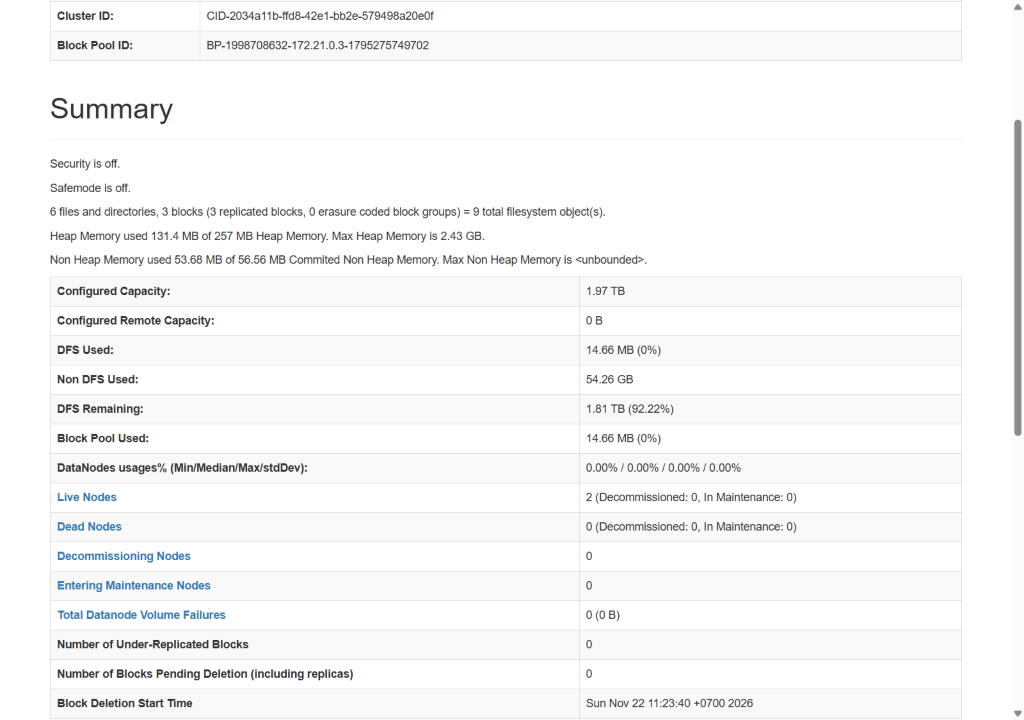 Cluster ID: CID-2034a11b-ffd8-42e1-bb2e-579498a20e0f
Block Pool ID: BP-1998708632-172.21.0.3-1795275749702
Summary
Security is off.
Safemode is off.
6 files and directories, 3 blocks (3 replicated blocks, 0 erasure coded block groups) = 9 total filesystem object(s).
Heap Memory used 131.4 MB of 257 MB Heap Memory. Max Heap Memory is 2.43 GB.
Non Heap Memory used 53.68 MB of 56.56 MB Commited Non Heap Memory. Max Non Heap Memory is <unbounded>.
Configured Capacity: 1.97 TB
Configured Remote Capacity: 0 B
DFS Used: 14.66 MB (0%)
Non DFS Used: 54.26 GB
DFS Remaining: 1.81 TB (92.22%)
Block Pool Used: 14.66 MB (0%)
DataNodes usages% (Min/Median/Max/stdDev): 0.00% / 0.00% / 0.00% / 0.00%
Live Nodes 2 (Decommissioned: 0, In Maintenance: 0)
Dead Nodes 0 (Decommissioned: 0, In Maintenance: 0)
Decommissioning Nodes 0
Entering Maintenance Nodes 0
Total Datanode Volume Failures 0 (0 B)
Number of Under-Replicated Blocks 0
Number of Blocks Pending Deletion (including replicas) 0
Block Deletion Start Time Sun Nov 22 11:23:40 +0700 2026